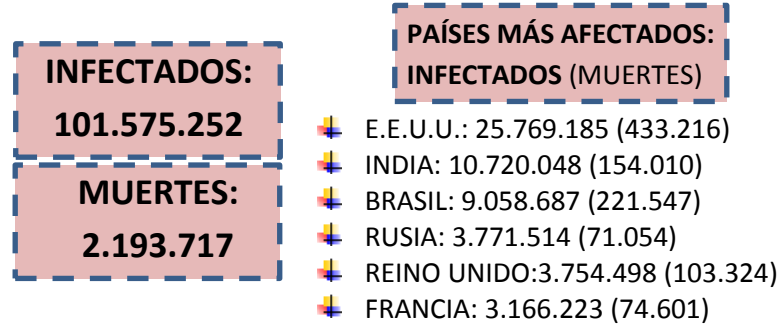 INFECTADOS:
101.575.252
MUERTES:
2.193.717
PAÍSES MÁS AFECTADOS:
INFECTADOS (MUERTES)
E.E.U.U.: 25.769.185 (433.216)
INDIA: 10.720.048 (154.010)
BRASIL: 9.058.687 (221.547)
RUSIA: 3.771.514 (71.054)
REINO UNIDO:3.754.498 (103.324)
FRANCIA: 3.166.223 (74.601)